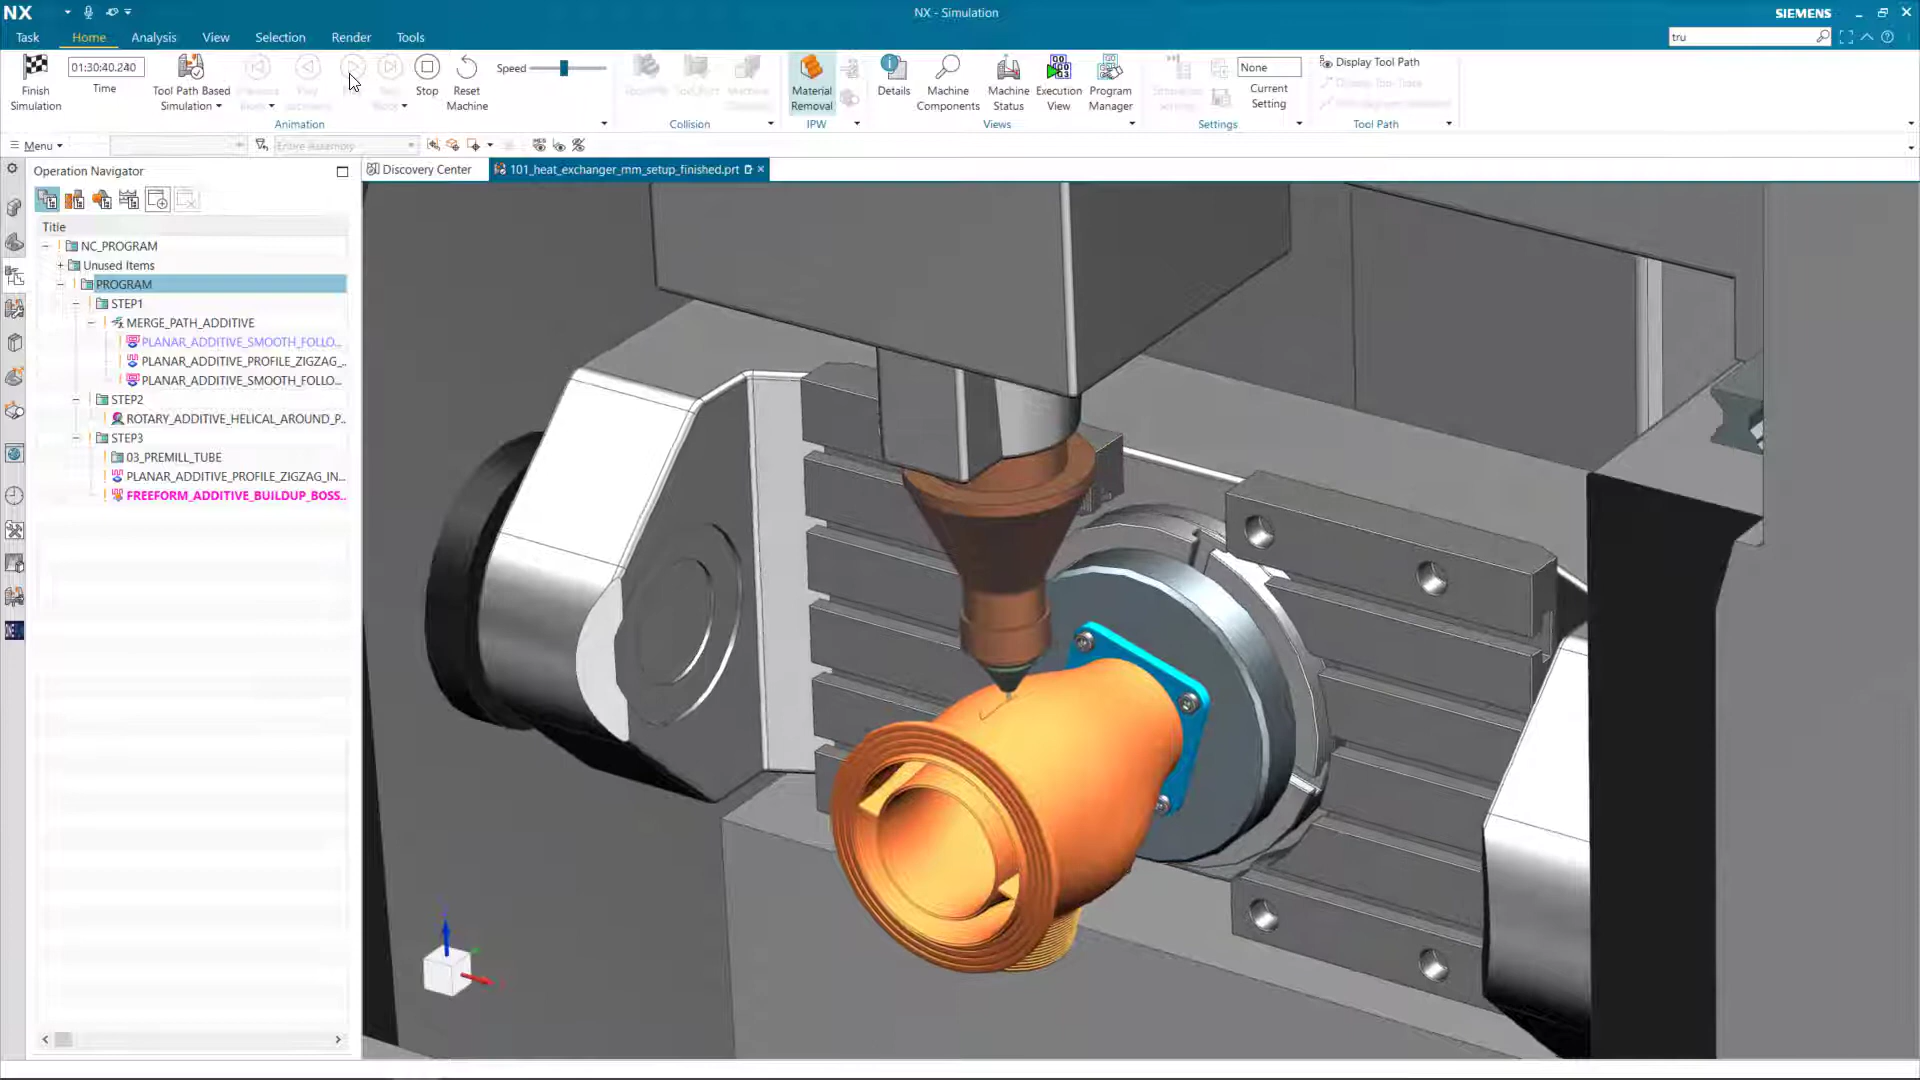 NX
NX - Simulation
SIEMENS
Task
Home
Analysis
View
Selection
Render
Tools
tru
Finish
Simulation
01:30:40.240
Time
Tool Path Based
Simulation
Stop
Reset
Machine
Speed
Animation
Collision
Material
Removal
IPW
Details
Machine
Components
Machine
Status
Execution
View
Program
Manager
Views
None
Current
Setting
Settings
Display Tool Path
Tool Path
Menu
Entire Assembly
Operation Navigator
Discovery Center
101_heat_exchanger_mm_setup_finished.prt
Title
NC_PROGRAM
Unused Items
PROGRAM
STEP1
MERGE_PATH_ADDITIVE
PLANAR_ADDITIVE_SMOOTH_FOLLO...
PLANAR_ADDITIVE_PROFILE_ZIGZAG_...
PLANAR_ADDITIVE_SMOOTH_FOLLO...
STEP2
ROTARY_ADDITIVE_HELICAL_AROUND_P...
STEP3
03_PREMILL_TUBE
PLANAR_ADDITIVE_PROFILE_ZIGZAG_IN...
FREEFORM_ADDITIVE_BUILDUP_BOSS...